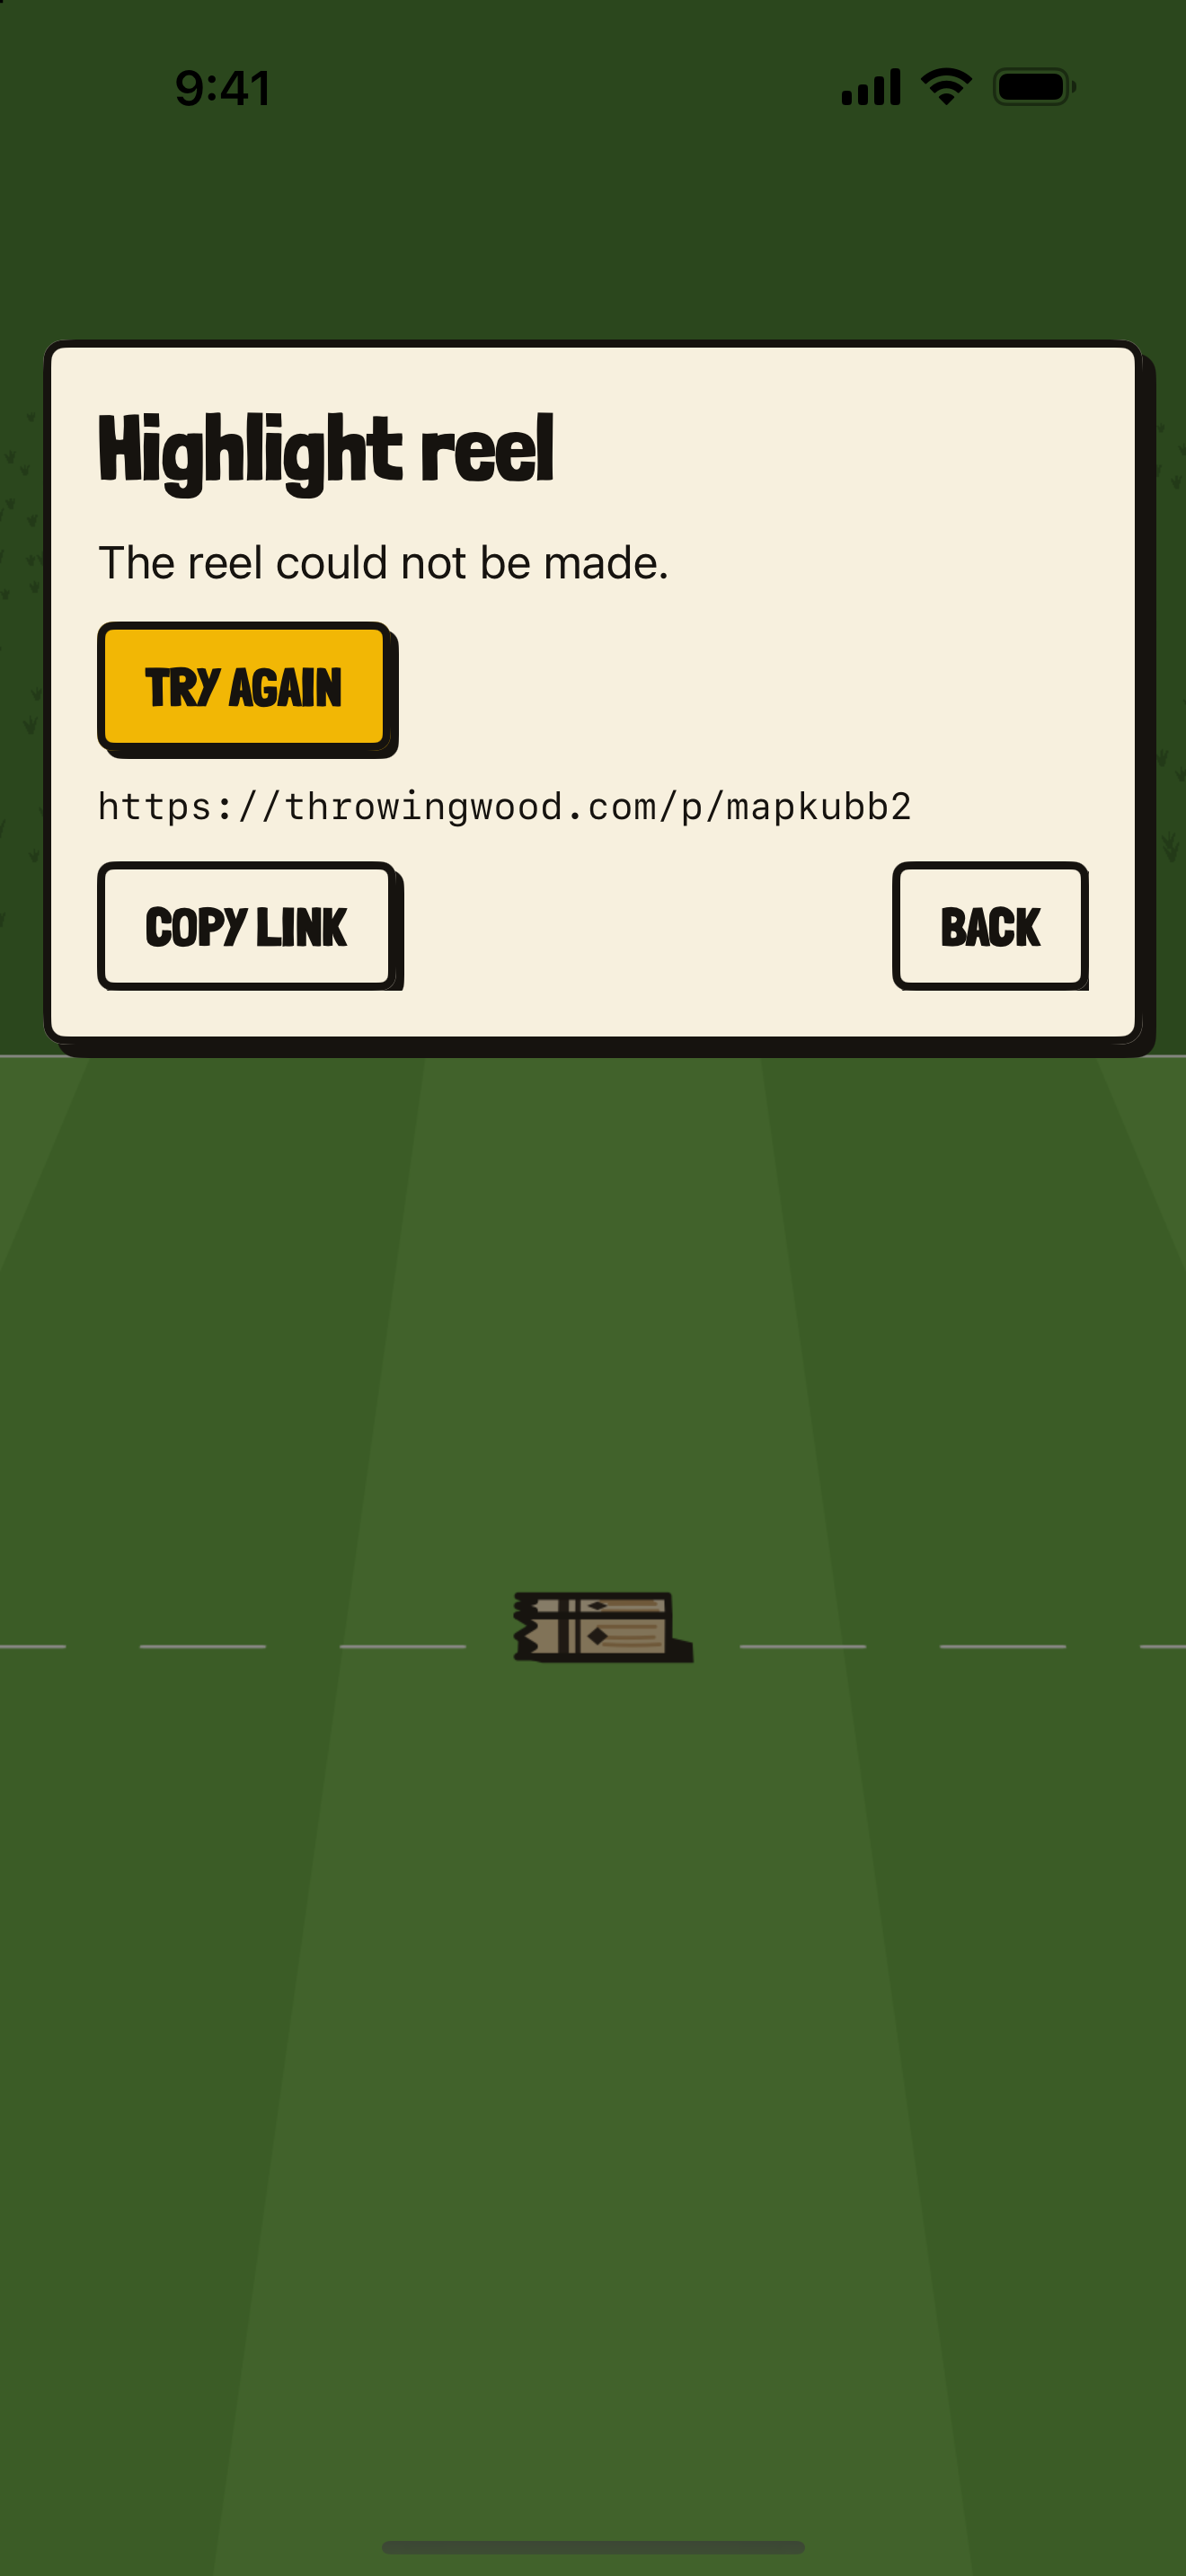 9:41
Highlight reel
The reel could not be made.
TRY AGAIN
https://throwingwood.com/p/mapkubb2
COPY LINK
BACK